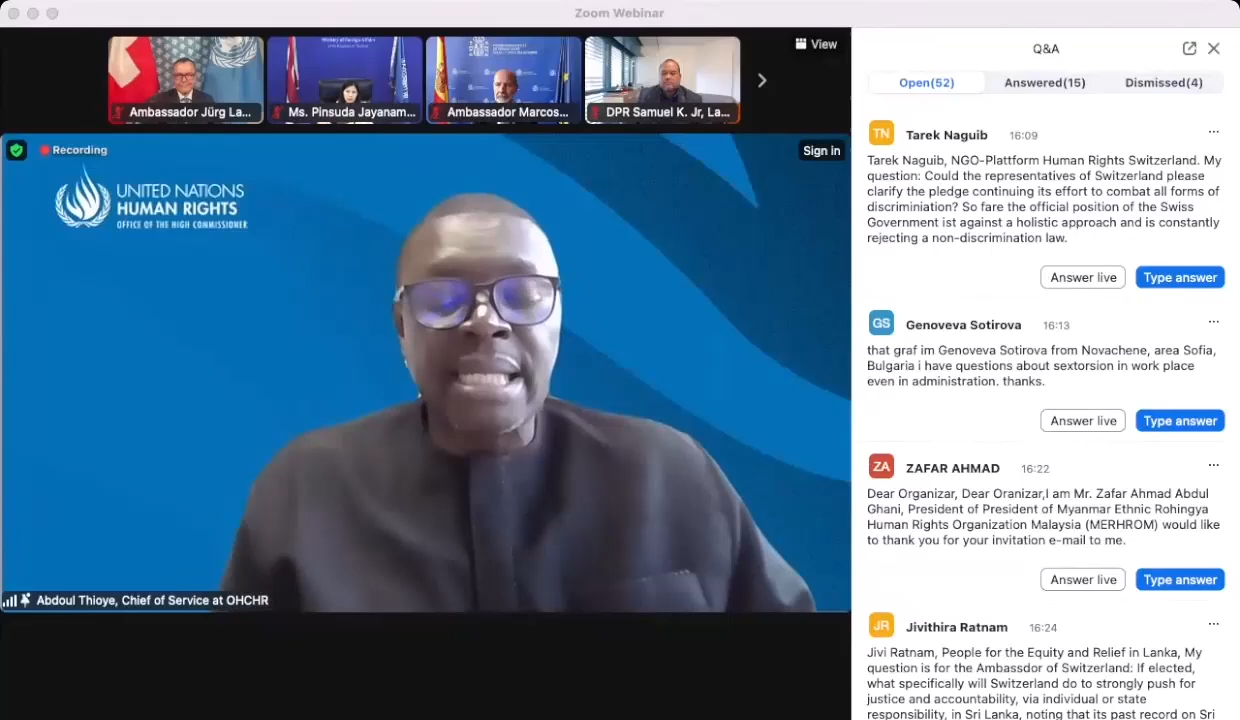 Zoom Webinar
View
Ambassador Jürg La...
Ms. Pinsuda Jayanam...
Ambassador Marcos...
DPR Samuel K. Jr, La...
Recording
Sign in
UNITED NATIONS
HUMAN RIGHTS
OFFICE OF THE HIGH COMMISSIONER
Abdoul Thioye, Chief of Service at OHCHR
Q&A
Open(52)
Answered(15)
Dismissed(4)
TN
Tarek Naguib 16:09
Tarek Naguib, NGO-Plattform Human Rights Switzerland. My
question: Could the representatives of Switzerland please
clarify the pledge continuing its effort to combat all forms of
discriminiation? So fare the official position of the Swiss
Government ist against a holistic approach and is constantly
rejecting a non-discrimination law.
Answer live
Type answer
GS
Genoveva Sotirova 16:13
that graf im Genoveva Sotirova from Novachene, area Sofia,
Bulgaria i have questions about sextorsion in work place
even in administration. thanks.
Answer live
Type answer
ZA
ZAFAR AHMAD 16:22
Dear Organizar, Dear Oranizar,I am Mr. Zafar Ahmad Abdul
Ghani, President of President of Myanmar Ethnic Rohingya
Human Rights Organization Malaysia (MERHROM) would like
to thank you for your invitation e-mail to me.
Answer live
Type answer
JR
Jivithira Ratnam 16:24
Jivi Ratnam, People for the Equity and Relief in Lanka, My
question is for the Ambassdor of Switzerland: If elected,
what specifically will Switzerland do to strongly push for
justice and accountability, via individual or state
responsibility, in Sri Lanka, noting that its past record on Sri